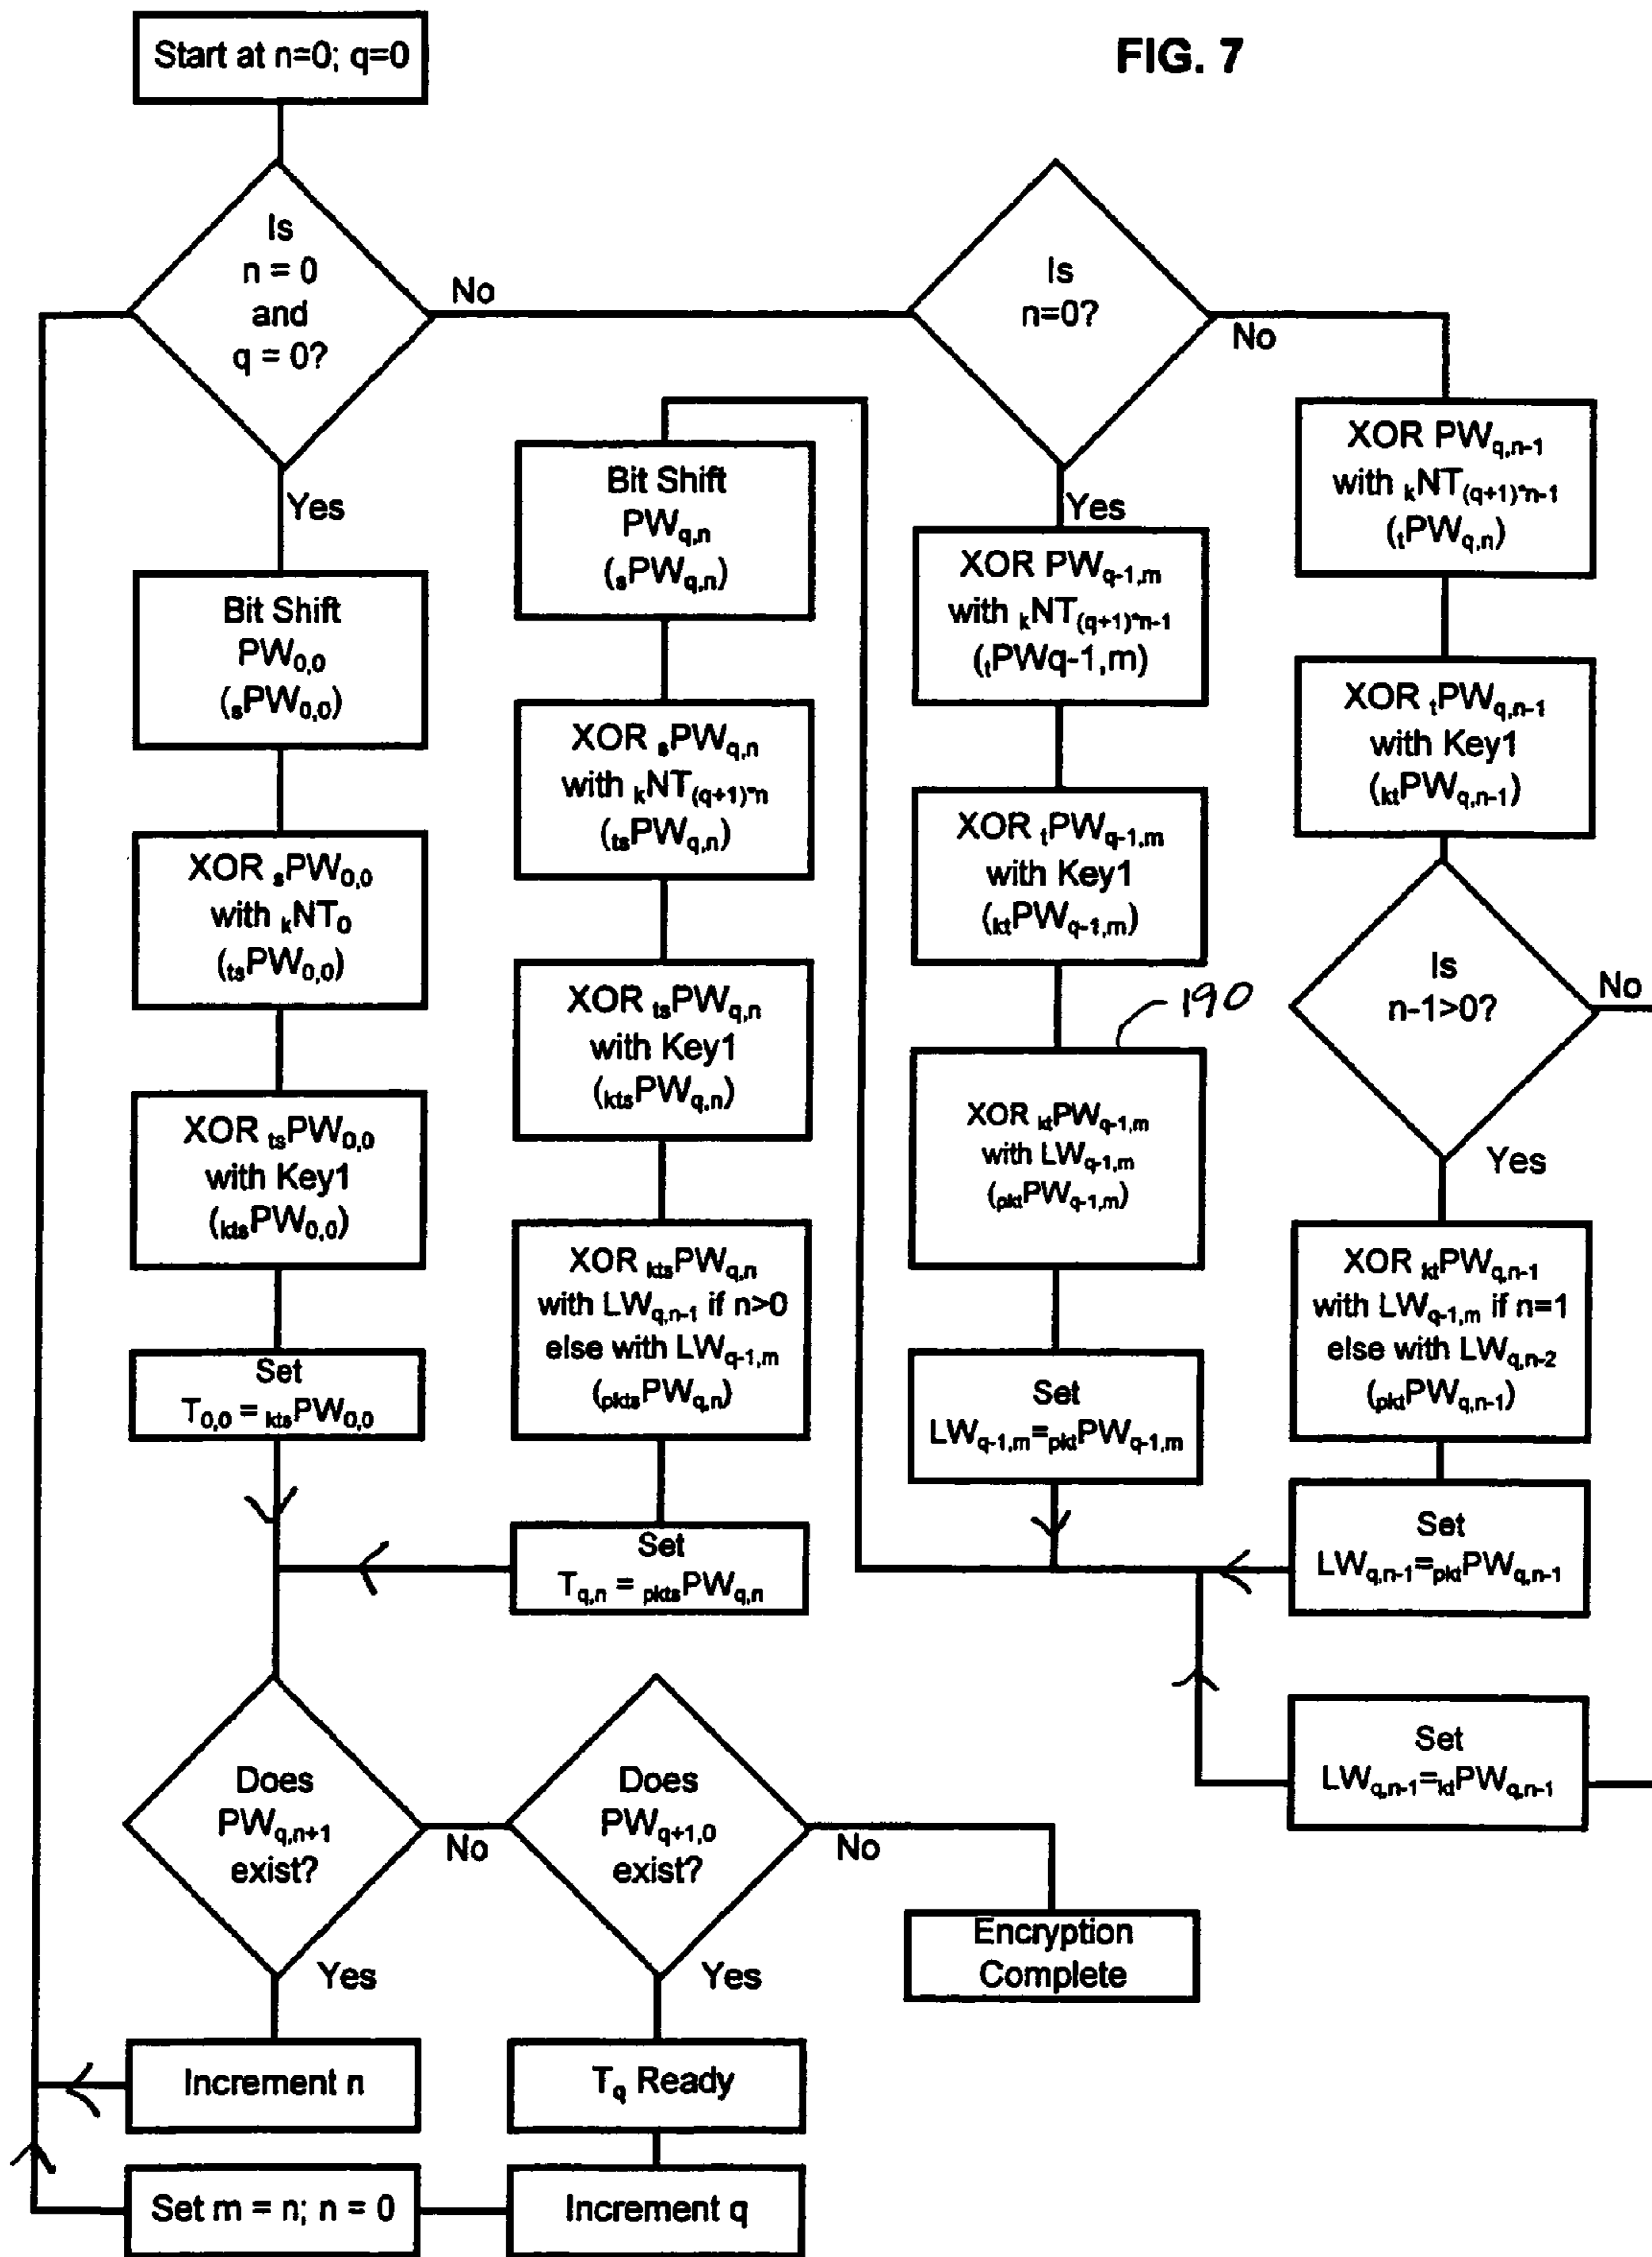 FIG. 7
Start at n=0; q=0
Is
n = 0
and
q = 0?
No
Yes
Bit Shift
PW0,0
(sPW0,0)
XOR sPW0,0
with kNT0
(tsPW0,0)
XOR tsPW0,0
with Key1
(ktsPW0,0)
Set
T0,0 = ktsPW0,0
Bit Shift
PWq,n
(sPWq,n)
XOR sPWq,n
with kNT(q+1)*n
(tsPWq,n)
XOR tsPWq,n
with Key1
(ktsPWq,n)
XOR ktsPWq,n
with LWq,n-1 if n>0
else with LWq-1,m
(pktsPWq,n)
Set
Tq,n = pktsPWq,n
Is
n=0?
No
Yes
XOR PWq-1,m
with kNT(q+1)*n-1
(tPWq-1,m)
XOR tPWq-1,m
with Key1
(ktPWq-1,m)
190
XOR ktPWq-1,m
with LWq-1,m
(pktPWq-1,m)
Set
LWq-1,m=pktPWq-1,m
XOR PWq,n-1
with kNT(q+1)*n-1
(tPWq,n)
XOR tPWq,n-1
with Key1
(ktPWq,n-1)
Is
n-1>0?
No
Yes
XOR ktPWq,n-1
with LWq-1,m if n=1
else with LWq,n-2
(pktPWq,n-1)
Set
LWq,n-1=pktPWq,n-1
Set
LWq,n-1=ktPWq,n-1
Does
PWq,n+1
exist?
No
Yes
Does
PWq+1,0
exist?
No
Yes
Encryption
Complete
Increment n
Tq Ready
Set m = n; n = 0
Increment q